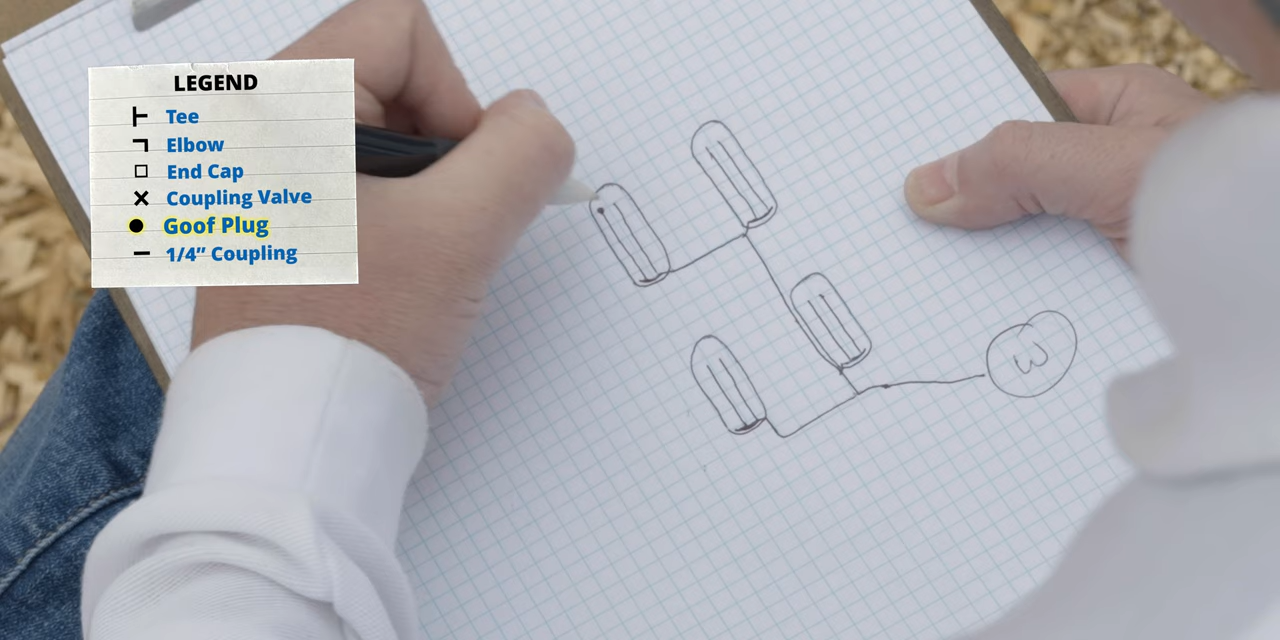 LEGEND
Tee
Elbow
End Cap
Coupling Valve
Goof Plug
1/4” Coupling